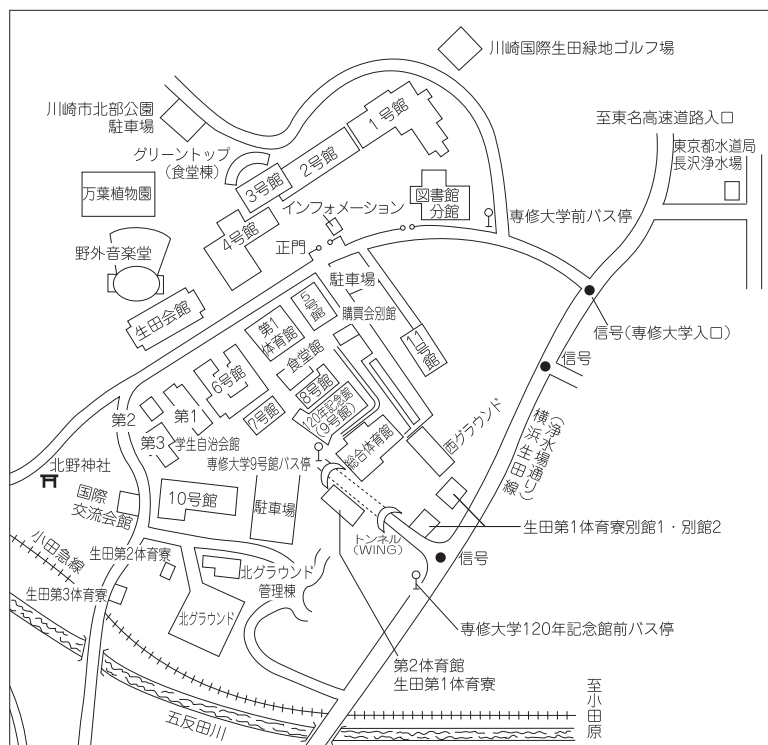 川崎国際生田緑地ゴルフ場
川崎市北部公園
駐車場
至東名高速道路入口
東京都水道局
長沢浄水場
1号館
2号館
3号館
グリーントップ
(食堂棟)
万葉植物園
図書館
分館
インフォメーション
専修大学前バス停
4号館
正門
野外音楽堂
生田会館
駐車場
購買会別館
5号館
第1
体育館
食堂館
11号館
信号(専修大学入口)
信号
6号館
8号館
7号館
120年記念館
(9号館)
第2
第1
第3
学生自治会館
総合体育館
西グラウンド
(浄水場通り)
横浜生田線
専修大学9号館バス停
北野神社
国際
交流会館
10号館
駐車場
トンネル
(WING)
生田第1体育寮別館1・別館2
信号
小田急線
生田第2体育寮
生田第3体育寮
北グラウンド
管理棟
北グラウンド
専修大学120年記念館前バス停
第2体育館
生田第1体育寮
五反田川
至小田原